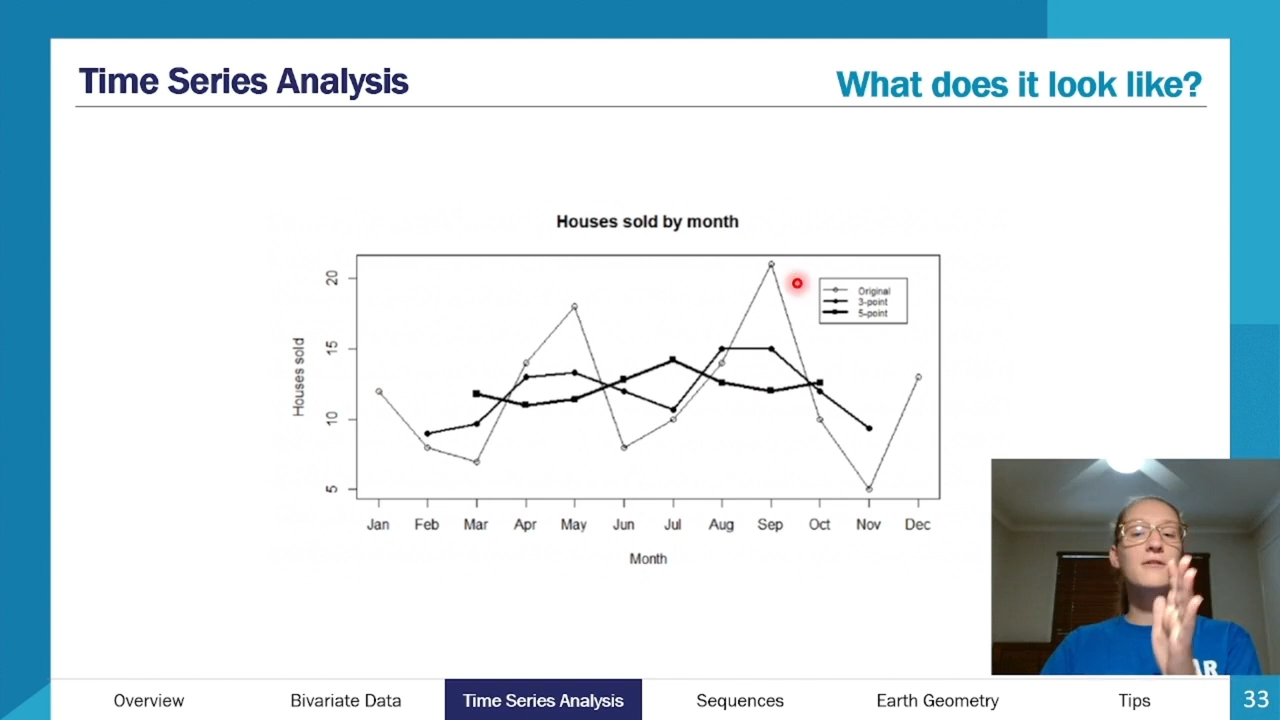 Time Series Analysis
What does it look like?
Houses sold by month
Original
3-point
5-point
20
15
10
5
Houses sold
Jan Feb Mar Apr May Jun Jul Aug Sep Oct Nov Dec
Month
Overview Bivariate Data Time Series Analysis Sequences Earth Geometry Tips 33